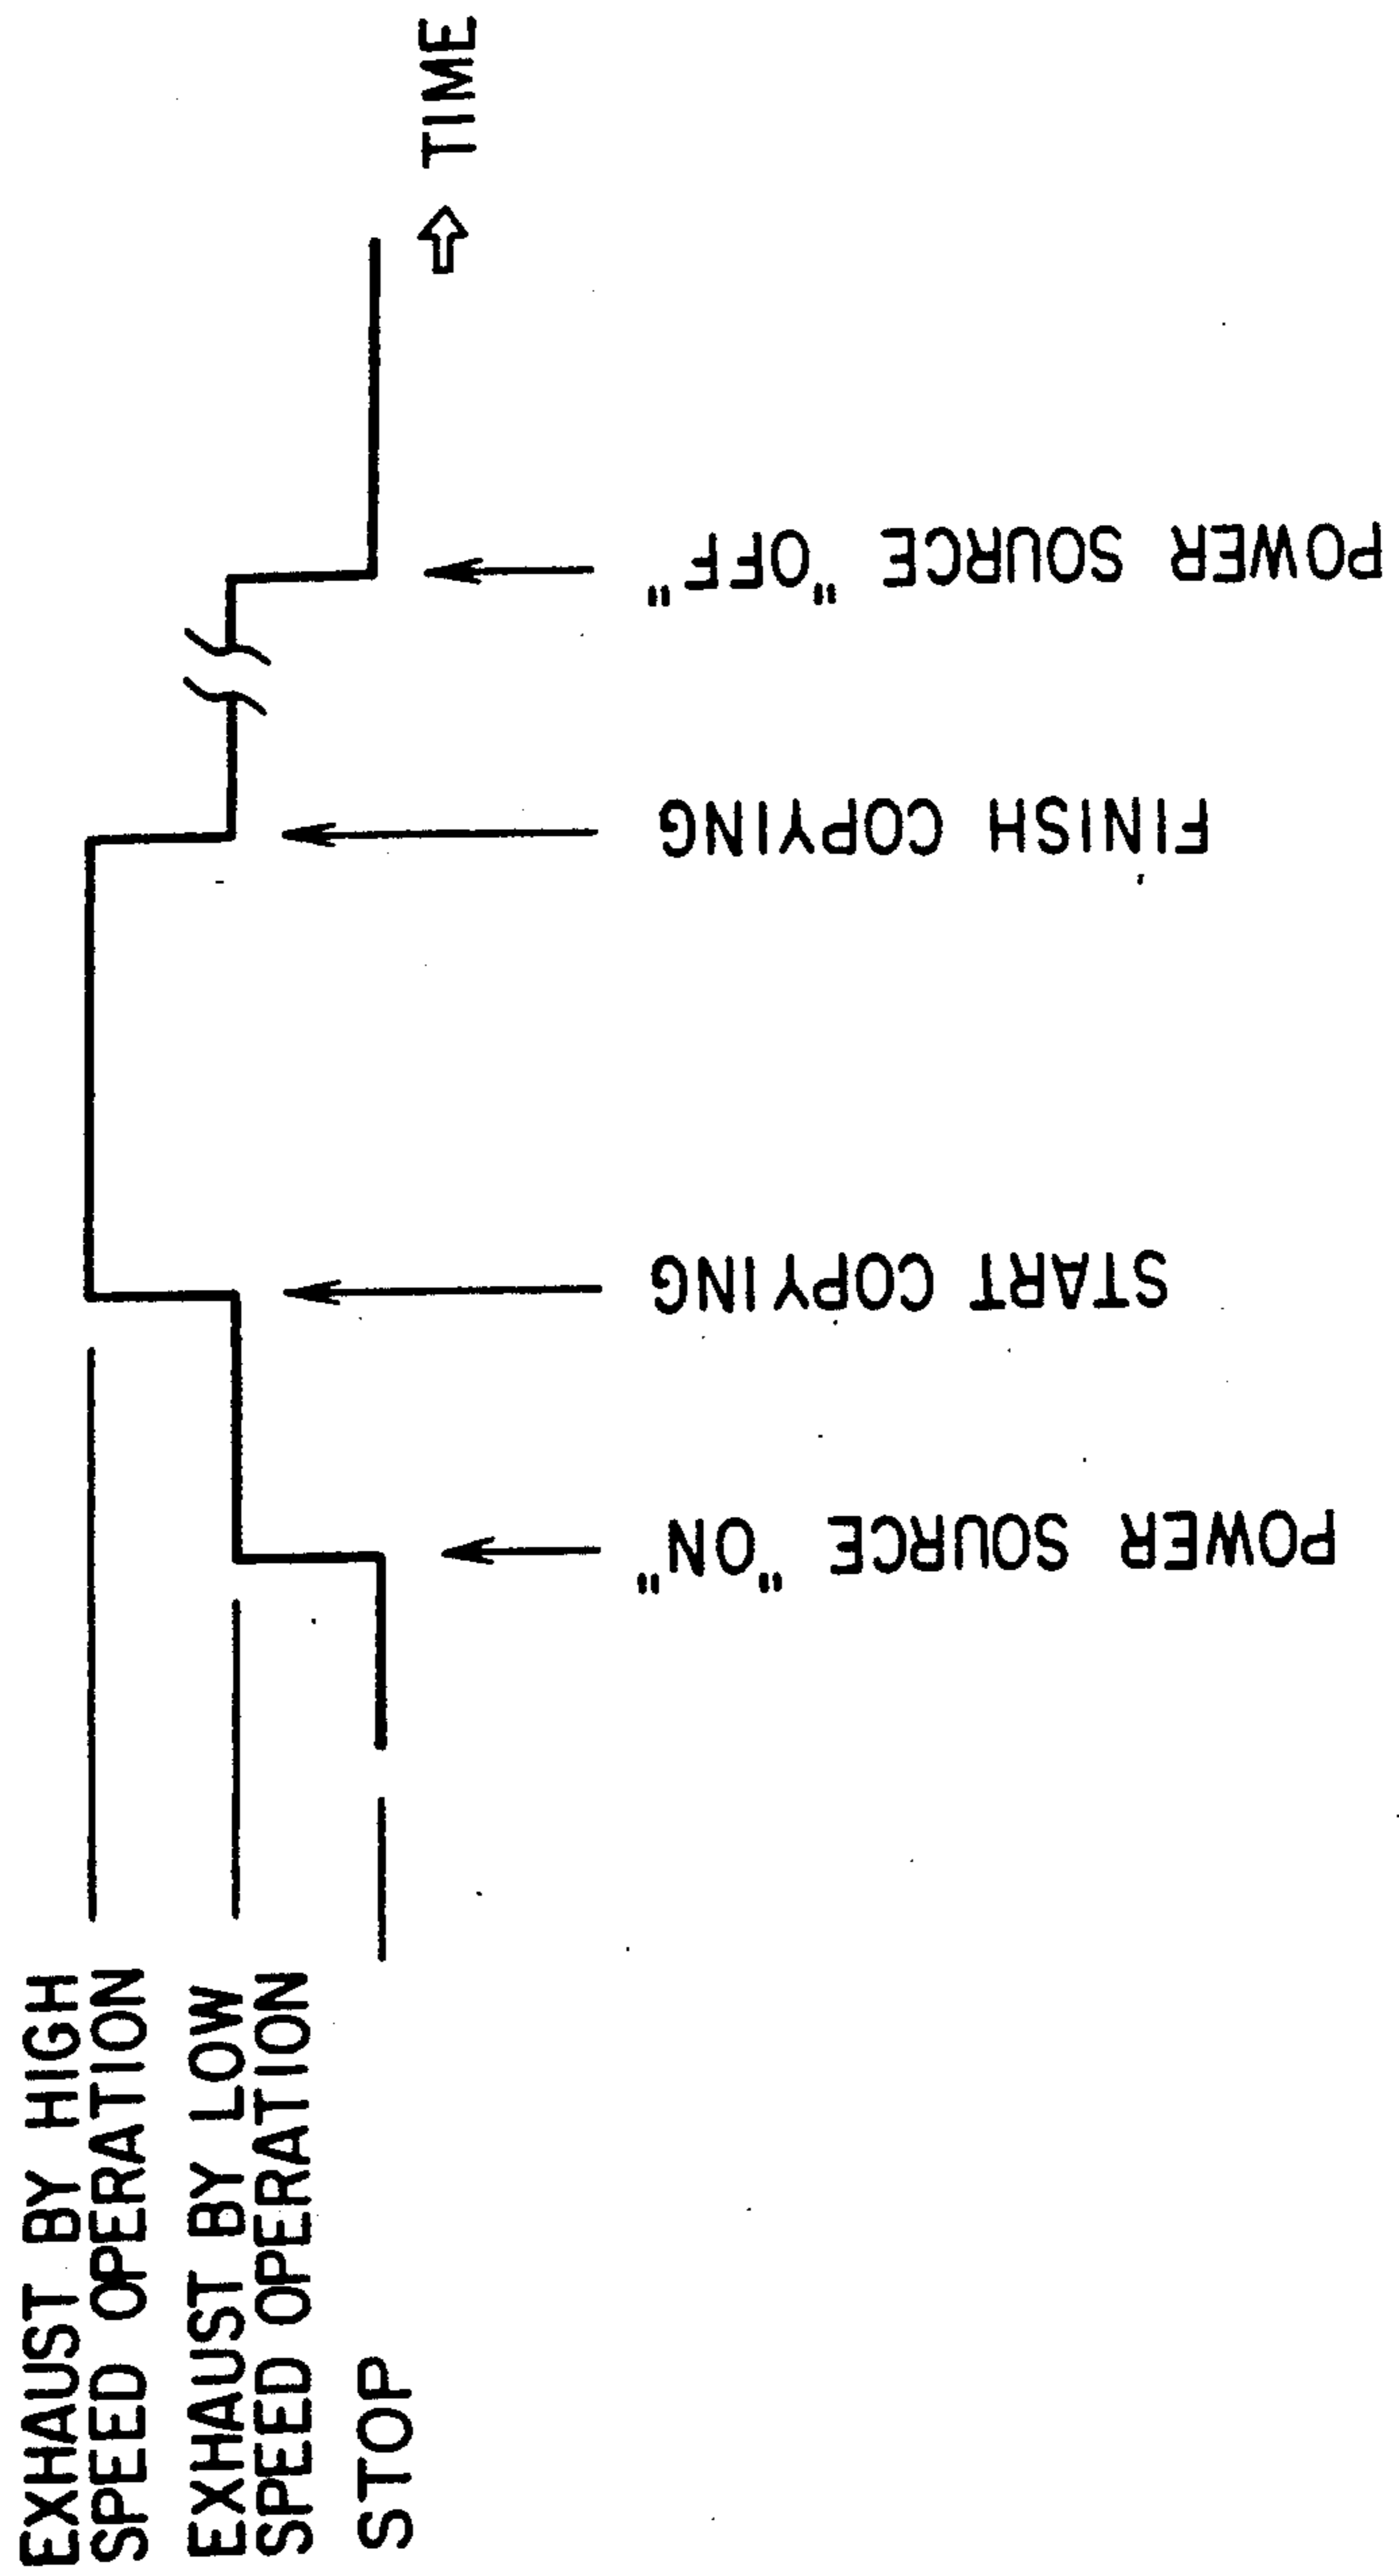 EXHAUST BY HIGH
SPEED OPERATION
EXHAUST BY LOW
SPEED OPERATION
STOP
TIME
POWER SOURCE "ON"
START COPYING
FINISH COPYING
POWER SOURCE "OFF"